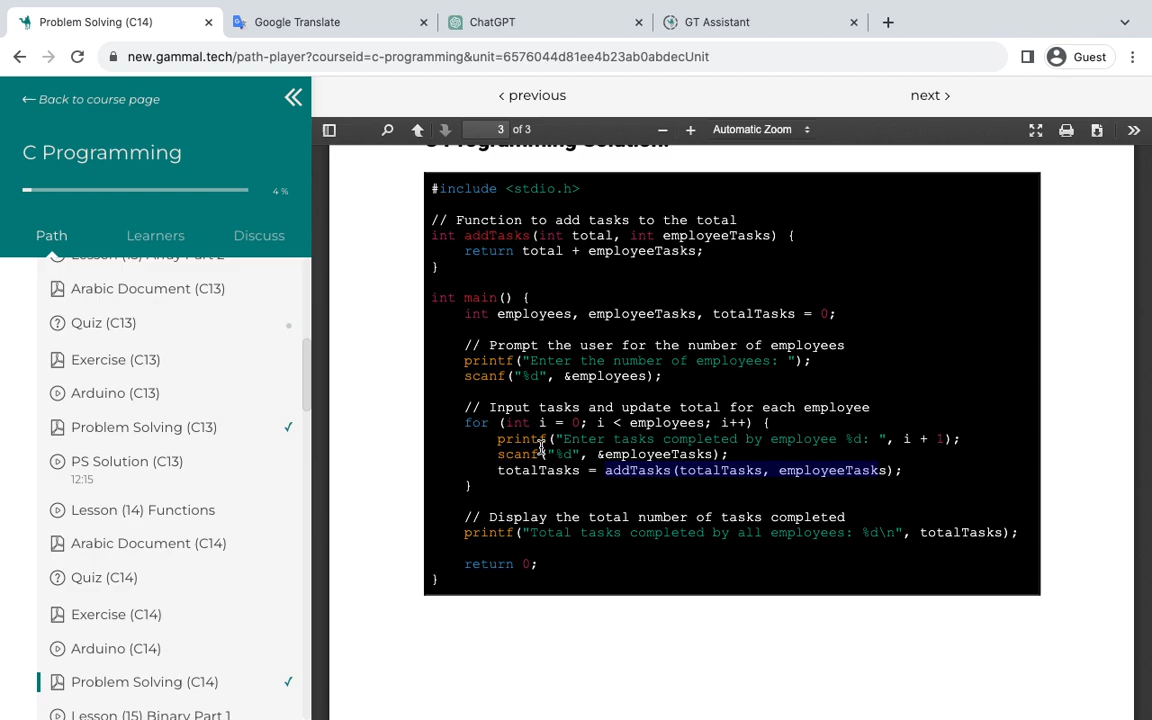 Problem Solving (C14)
Google Translate
ChatGPT
GT Assistant
new.gammal.tech/path-player?courseid=c-programming&unit=6576044d81ee4b23ab0abdecUnit
Guest
Back to course page
C Programming
4 %
Path
Learners
Discuss
Lesson (13) Array Part 2
Arabic Document (C13)
Quiz (C13)
Exercise (C13)
Arduino (C13)
Problem Solving (C13)
PS Solution (C13)
12:15
Lesson (14) Functions
Arabic Document (C14)
Quiz (C14)
Exercise (C14)
Arduino (C14)
Problem Solving (C14)
Lesson (15) Binary Part 1
< previous
next >
3 of 3
Automatic Zoom
C Programming Solution:
#include <stdio.h>
// Function to add tasks to the total
int addTasks(int total, int employeeTasks) {
return total + employeeTasks;
}
int main() {
int employees, employeeTasks, totalTasks = 0;
// Prompt the user for the number of employees
printf("Enter the number of employees: ");
scanf("%d", &employees);
// Input tasks and update total for each employee
for (int i = 0; i < employees; i++) {
printf("Enter tasks completed by employee %d: ", i + 1);
scanf("%d", &employeeTasks);
totalTasks = addTasks(totalTasks, employeeTasks);
}
// Display the total number of tasks completed
printf("Total tasks completed by all employees: %d\n", totalTasks);
return 0;
}